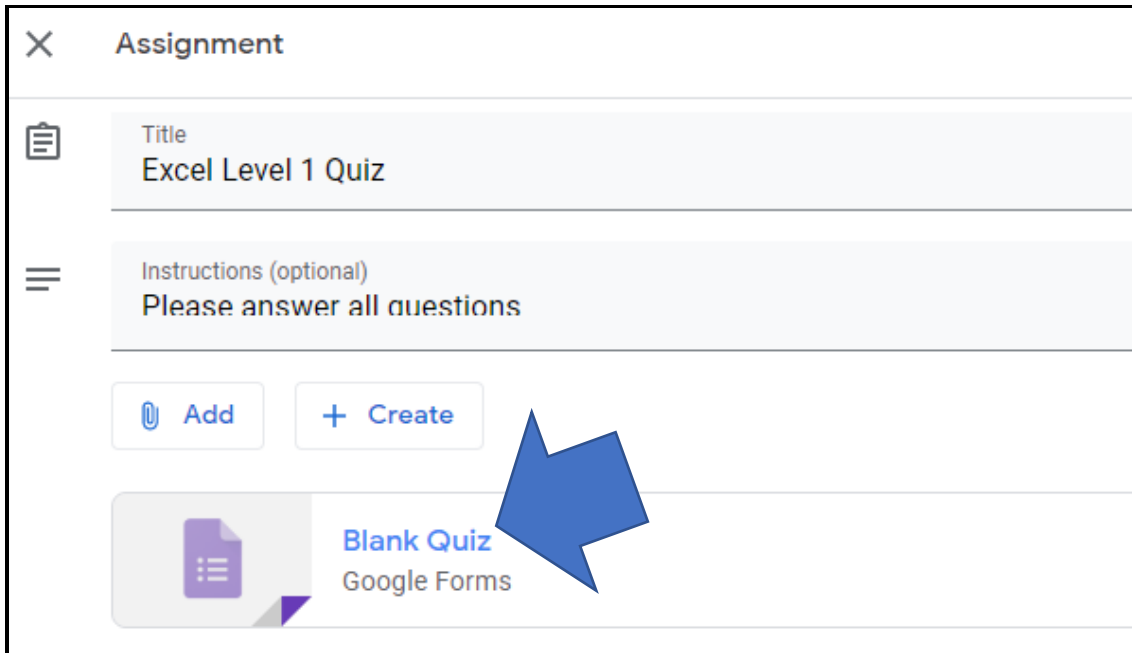 Assignment
Title
Excel Level 1 Quiz
Instructions (optional)
Please answer all questions
Add
+ Create
Blank Quiz
Google Forms